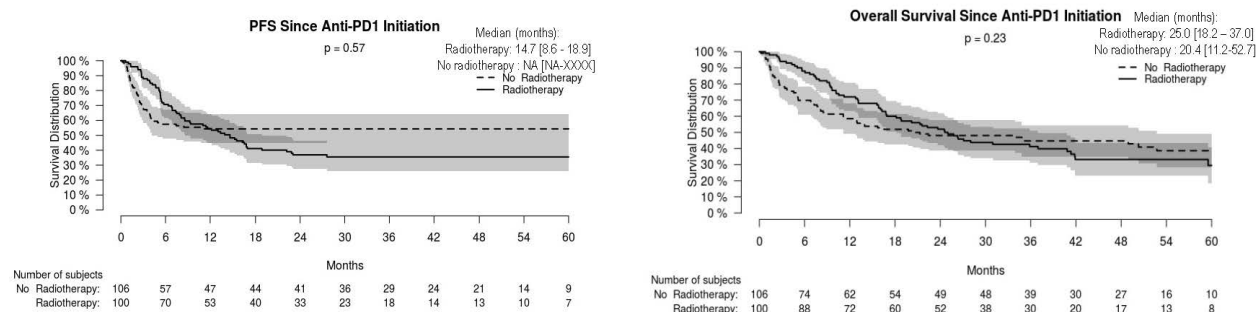 PFS Since Anti-PD1 Initiation
p = 0.57
Median (months):
Radiotherapy: 14.7 [8.6 - 18.9]
No radiotherapy : NA [NA-XXXX]
No Radiotherapy
Radiotherapy
Survival Distribution
100 %
90 %
80 %
70 %
60 %
50 %
40 %
30 %
20 %
10 %
0 %
0 6 12 18 24 30 36 42 48 54 60
Months
Number of subjects
No Radiotherapy: 106 57 47 44 41 36 29 24 21 14 9
Radiotherapy: 100 70 53 40 33 23 18 14 13 10 7
Overall Survival Since Anti-PD1 Initiation
p = 0.23
Median (months):
Radiotherapy: 25.0 [18.2 – 37.0]
No radiotherapy : 20.4 [11.2-52.7]
No Radiotherapy
Radiotherapy
Survival Distribution
100 %
90 %
80 %
70 %
60 %
50 %
40 %
30 %
20 %
10 %
0 %
0 6 12 18 24 30 36 42 48 54 60
Months
Number of subjects
No Radiotherapy: 106 74 62 54 49 48 39 30 27 16 10
Radiotherapy: 100 88 72 60 52 38 30 20 17 13 8